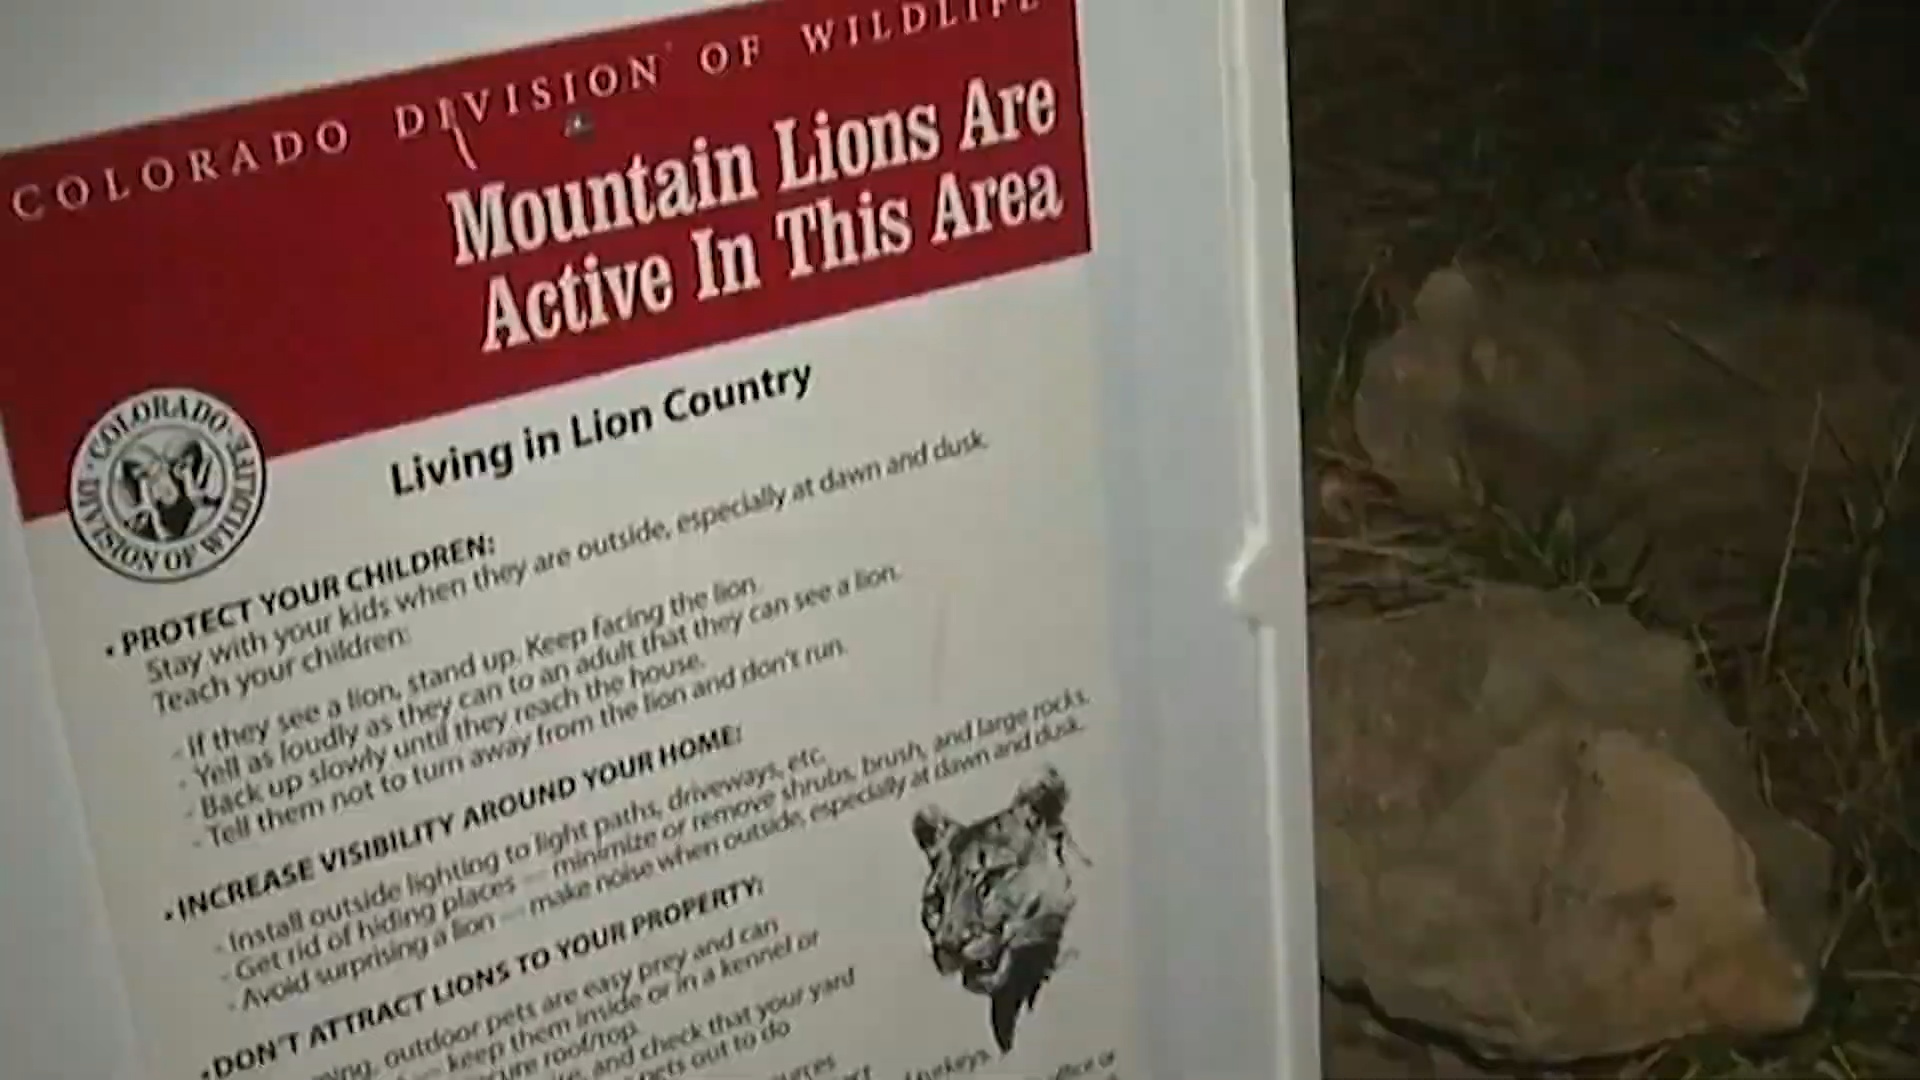 COLORADO DIVISION OF WILDLIFE
Mountain Lions Are
Active In This Area
COLORADO
DIVISION OF WILDLIFE
Living in Lion Country
• PROTECT YOUR CHILDREN:
Stay with your kids when they are outside, especially at dawn and dusk.
Teach your children:
- If they see a lion, stand up. Keep facing the lion.
- Yell as loudly as they can to an adult that they can see a lion.
- Back up slowly until they reach the house.
- Tell them not to turn away from the lion and don't run.
• INCREASE VISIBILITY AROUND YOUR HOME:
- Install outside lighting to light paths, driveways, etc.
- Get rid of hiding places — minimize or remove shrubs, brush, and large rocks.
- Avoid surprising a lion — make noise when outside, especially at dawn and dusk.
• DON'T ATTRACT LIONS TO YOUR PROPERTY:
outdoor pets are easy prey and can
— keep them inside or in a kennel or
roof/top.
and check that your yard
pets out to do
turkeys.
office or